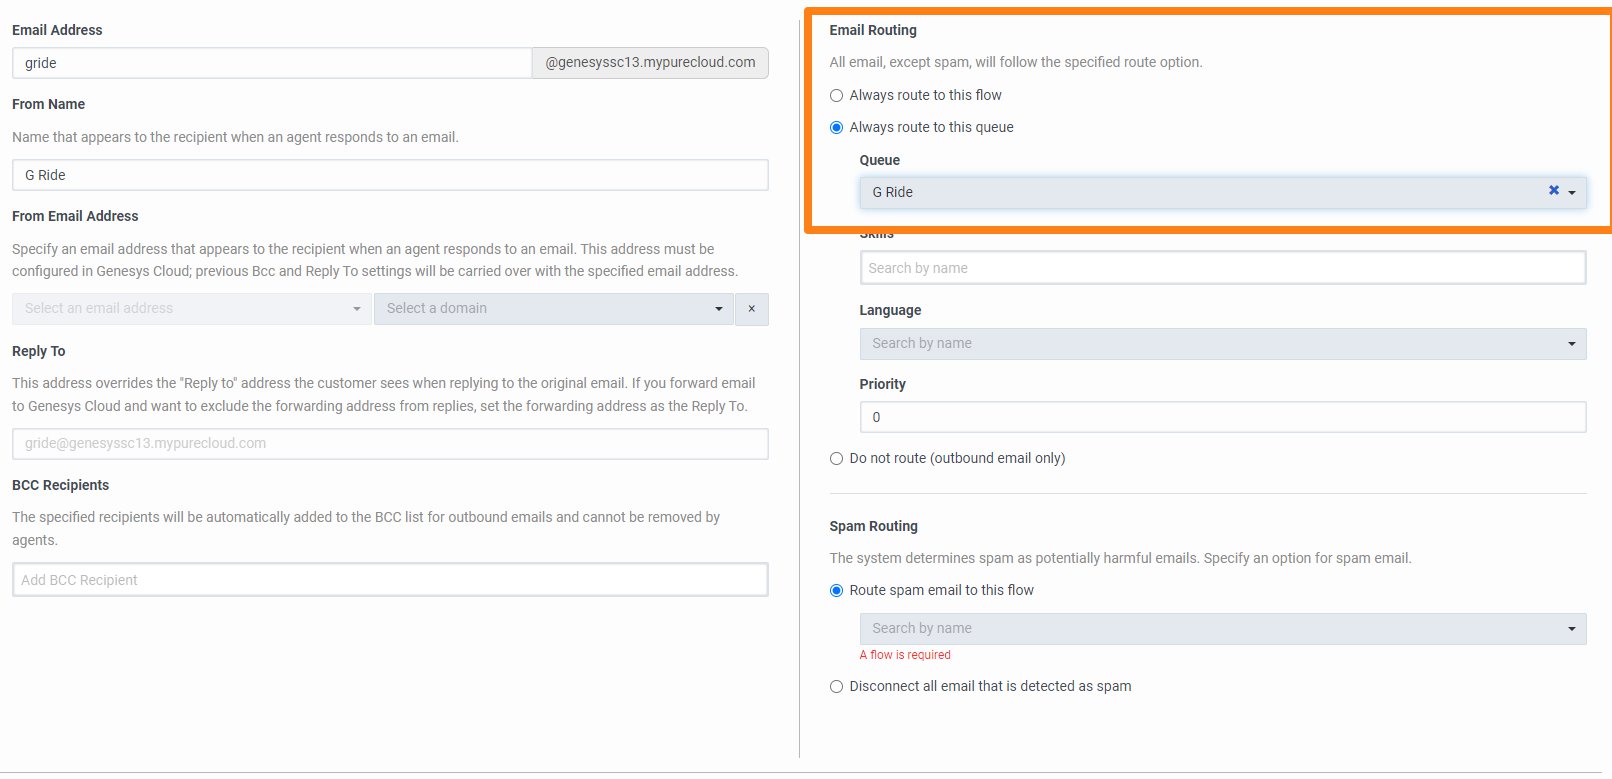 Email Address
gride
@genesyssc13.mypurecloud.com
From Name
Name that appears to the recipient when an agent responds to an email.
G Ride
From Email Address
Specify an email address that appears to the recipient when an agent responds to an email. This address must be
configured in Genesys Cloud; previous Bcc and Reply To settings will be carried over with the specified email address.
Select an email address
Select a domain
Reply To
This address overrides the "Reply to" address the customer sees when replying to the original email. If you forward email
to Genesys Cloud and want to exclude the forwarding address from replies, set the forwarding address as the Reply To.
gride@genesyssc13.mypurecloud.com
BCC Recipients
The specified recipients will be automatically added to the BCC list for outbound emails and cannot be removed by
agents.
Add BCC Recipient
Email Routing
All email, except spam, will follow the specified route option.
Always route to this flow
Always route to this queue
Queue
G Ride
Skills
Search by name
Language
Search by name
Priority
0
Do not route (outbound email only)
Spam Routing
The system determines spam as potentially harmful emails. Specify an option for spam email.
Route spam email to this flow
Search by name
A flow is required
Disconnect all email that is detected as spam